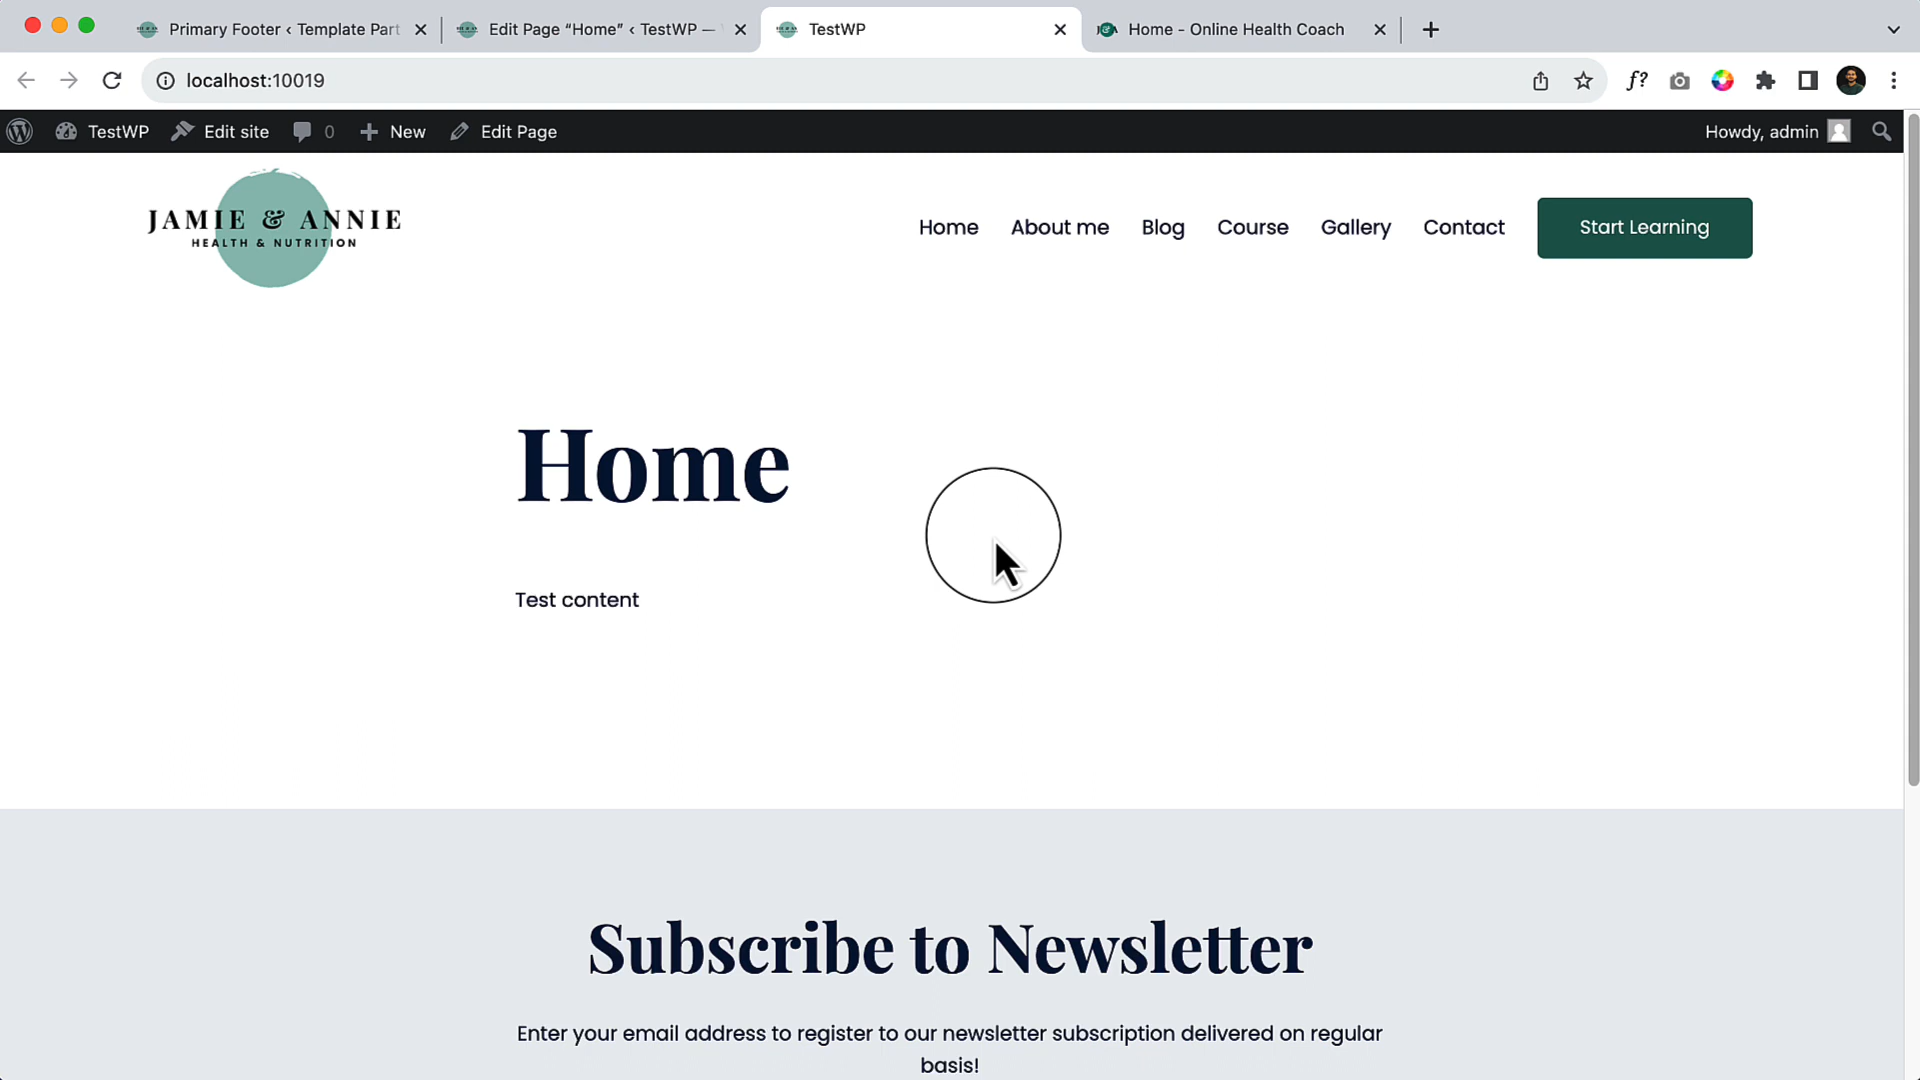 Primary Footer ‹ Template Part
Edit Page “Home” ‹ TestWP —
TestWP
Home - Online Health Coach
localhost:10019
f?
TestWP
Edit site
0
New
Edit Page
Howdy, admin
JAMIE & ANNIE
HEALTH & NUTRITION
Home
About me
Blog
Course
Gallery
Contact
Start Learning
Home
Test content
Subscribe to Newsletter
Enter your email address to register to our newsletter subscription delivered on regular
basis!